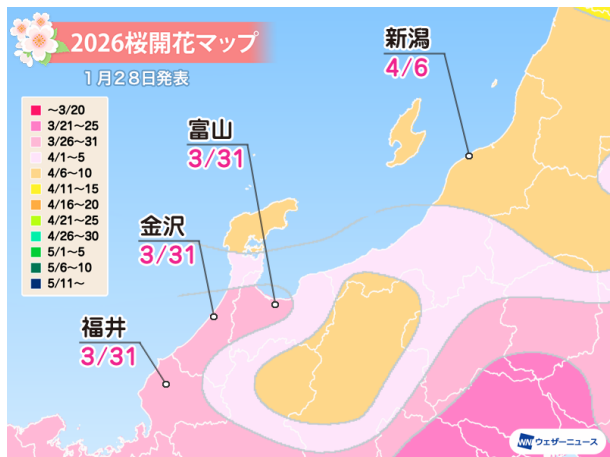 2026桜開花マップ
1月28日発表
～3/20
3/21～25
3/26～31
4/1～5
4/6～10
4/11～15
4/16～20
4/21～25
4/26～30
5/1～5
5/6～10
5/11～
新潟
4/6
富山
3/31
金沢
3/31
福井
3/31
WN ウェザーニュース